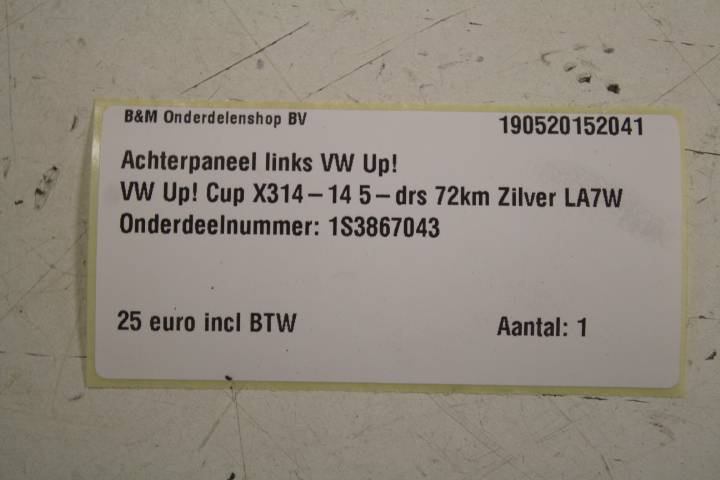 B&M Onderdelenshop BV
190520152041
Achterpaneel links VW Up!
VW Up! Cup X314-14 5-drs 72km Zilver LA7W
Onderdeelnummer: 1S3867043
25 euro incl BTW
Aantal: 1